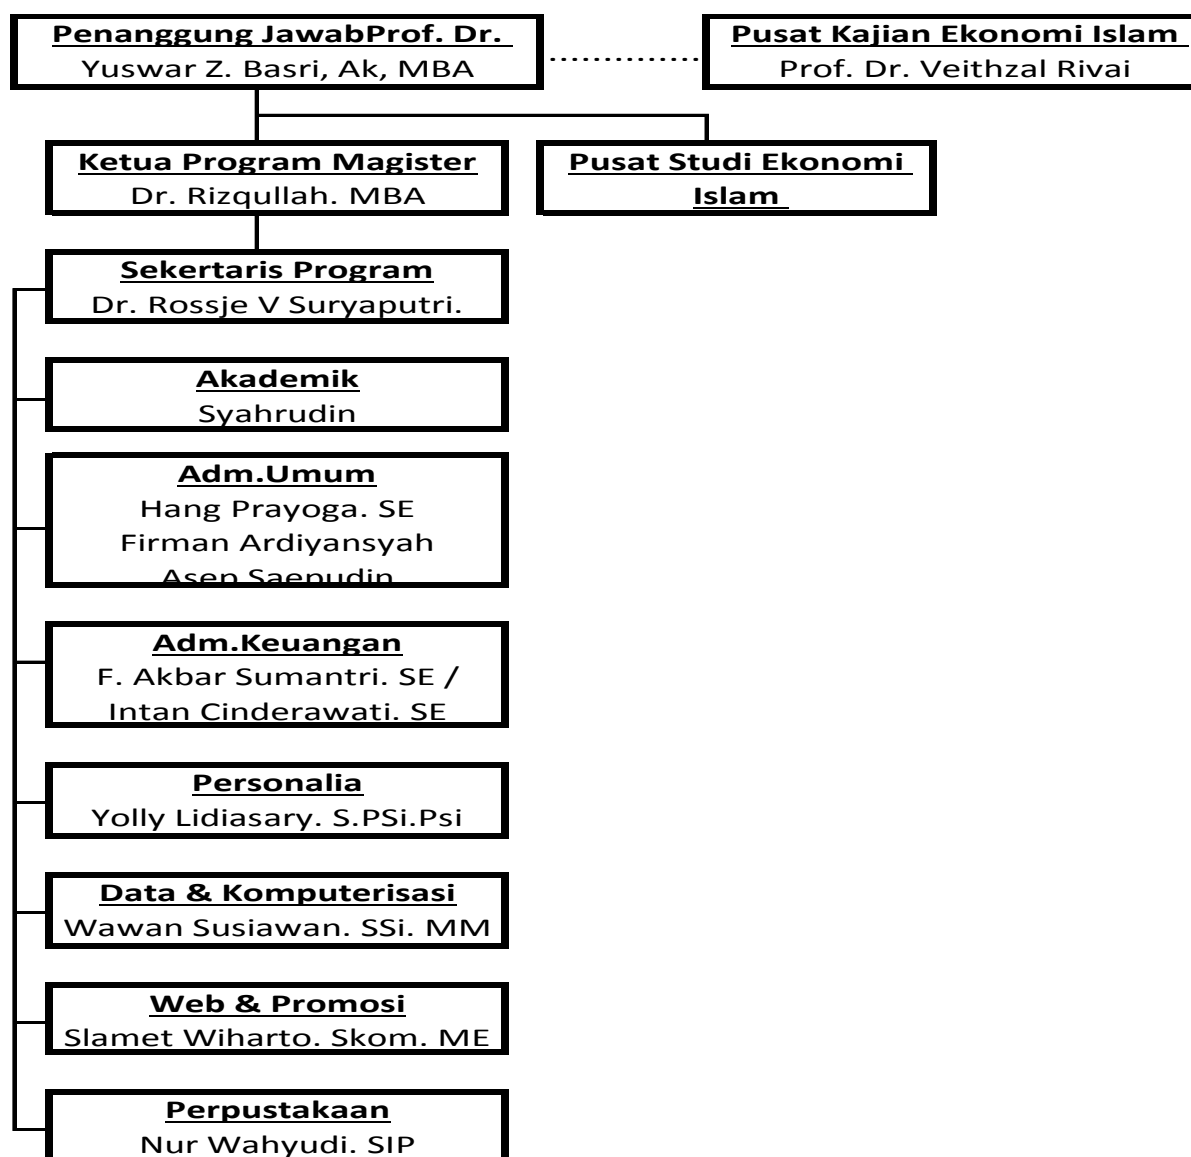 Penanggung JawabProf. Dr.
Yuswar Z. Basri, Ak, MBA
Pusat Kajian Ekonomi Islam
Prof. Dr. Veithzal Rivai
Ketua Program Magister
Dr. Rizqullah. MBA
Pusat Studi Ekonomi
Islam
Sekertaris Program
Dr. Rossje V Suryaputri.
Akademik
Syahrudin
Adm.Umum
Hang Prayoga. SE
Firman Ardiyansyah
Asep Saepudin
Adm.Keuangan
F. Akbar Sumantri. SE /
Intan Cinderawati. SE
Personalia
Yolly Lidiasary. S.PSi.Psi
Data & Komputerisasi
Wawan Susiawan. SSi. MM
Web & Promosi
Slamet Wiharto. Skom. ME
Perpustakaan
Nur Wahyudi. SIP